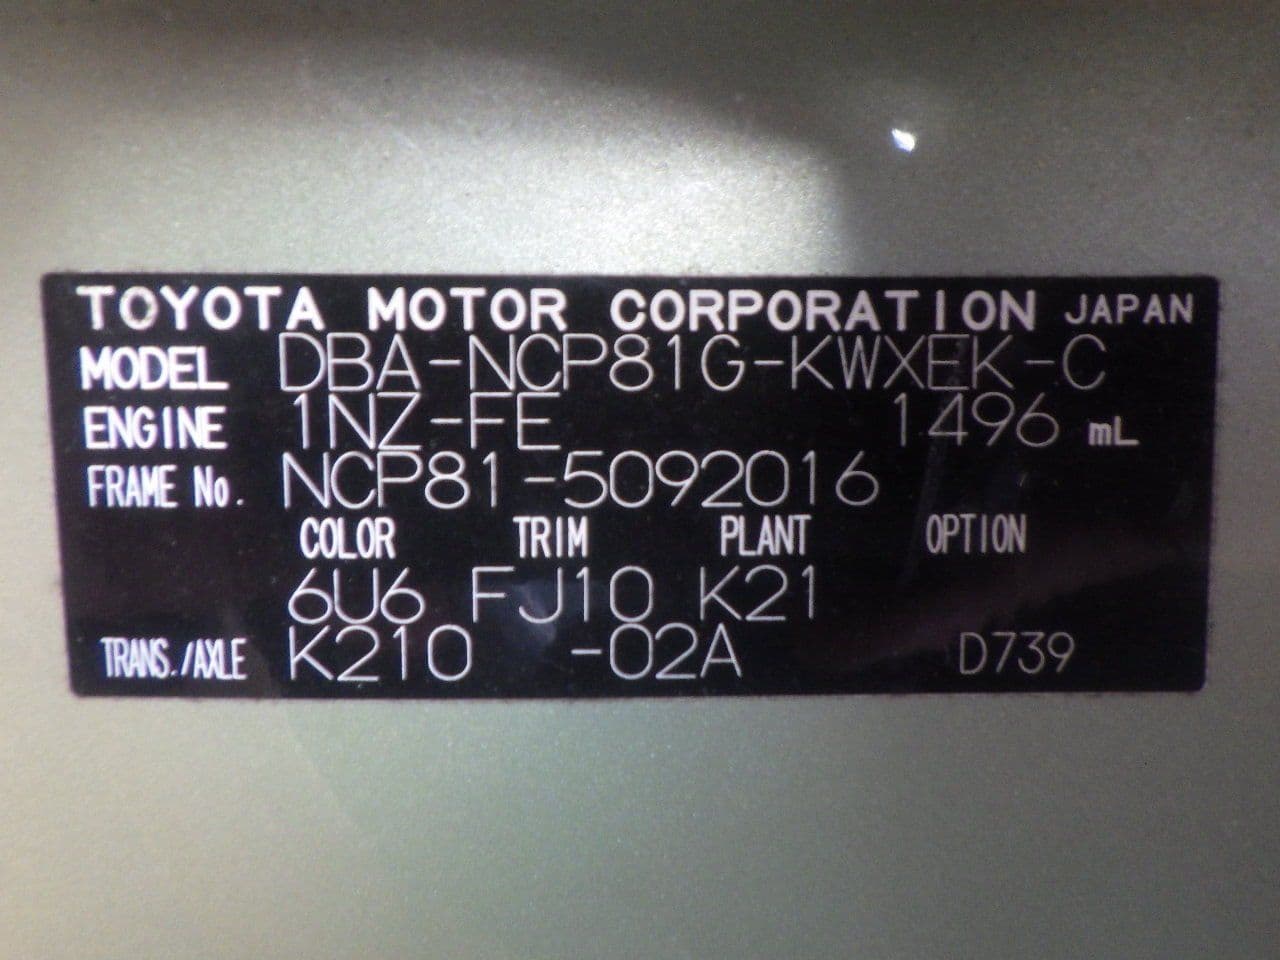 TOYOTA MOTOR CORPORATION JAPAN
MODEL DBA-NCP81G-KWXEK-C
ENGINE 1NZ-FE 1496 mL
FRAME No. NCP81-5092016
COLOR TRIM PLANT OPTION
6U6 FJ10 K21
TRANS./AXLE K210 -02A D739